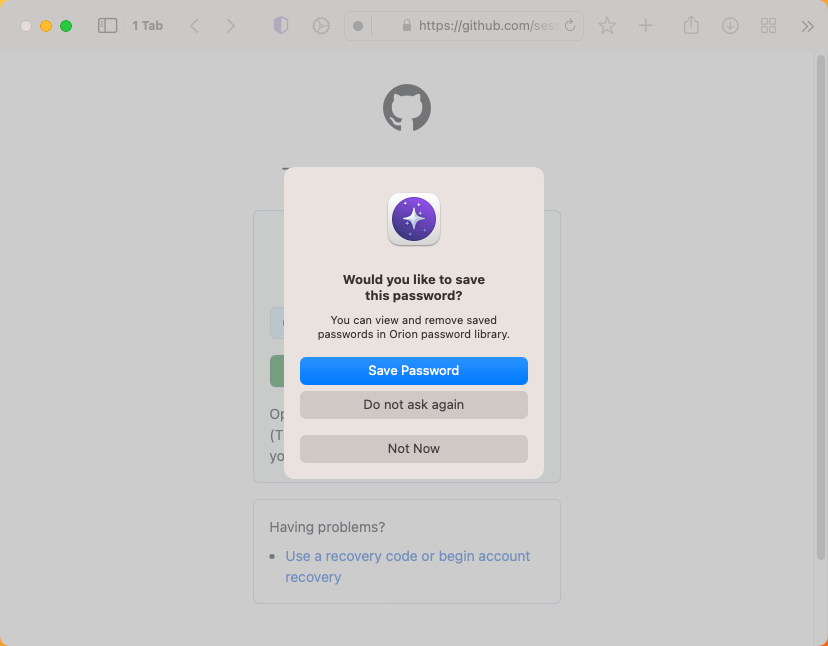 1 Tab
https://github.com/ses
Would you like to save
this password?
You can view and remove saved
passwords in Orion password library.
Save Password
Do not ask again
Not Now
Op
(T
yo
Having problems?
Use a recovery code or begin account
recovery